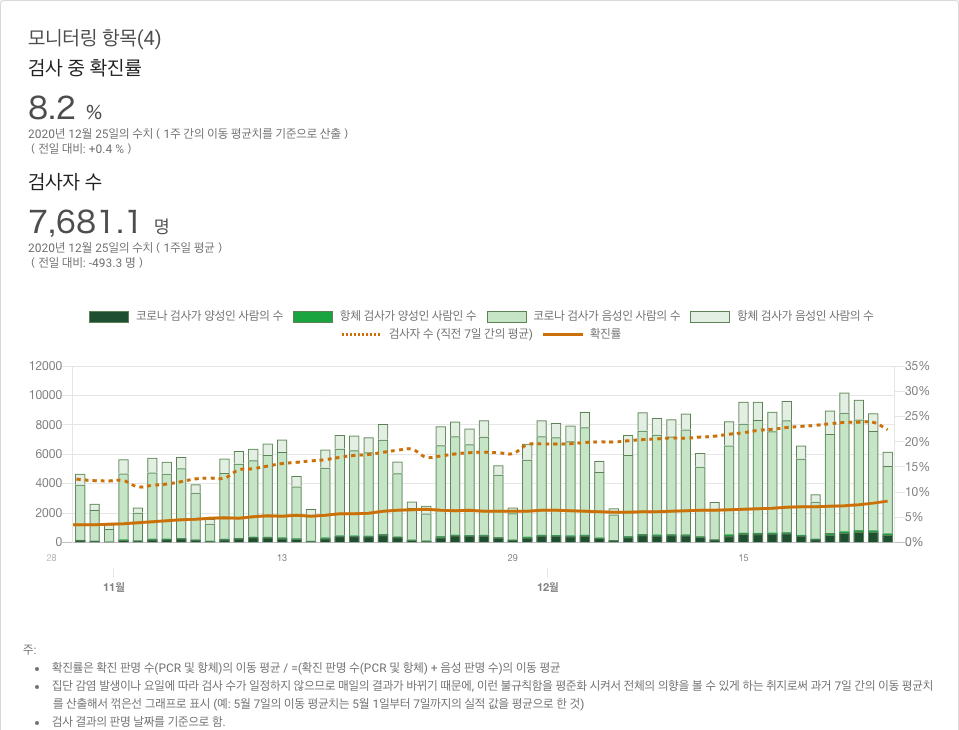 모니터링 항목(4)
검사 중 확진률
8.2 %
2020년 12월 25일의 수치 ( 1주 간의 이동 평균치를 기준으로 산출 )
( 전일 대비: +0.4 % )
검사자 수
7,681.1 명
2020년 12월 25일의 수치 ( 1주일 평균 )
( 전일 대비: -493.3 명 )
코로나 검사가 양성인 사람의 수 항체 검사가 양성인 사람인 수 코로나 검사가 음성인 사람의 수 항체 검사가 음성인 사람의 수
검사자 수 (직전 7일 간의 평균) 확진률
12000 35%
10000 30%
8000 25%
6000 20%
4000 15%
2000 10%
0 5%
0%
28 13 29 15
11월 12월
주:
• 확진률은 확진 판명 수(PCR 및 항체)의 이동 평균 / =(확진 판명 수(PCR 및 항체) + 음성 판명 수)의 이동 평균
• 집단 감염 발생이나 요일에 따라 검사 수가 일정하지 않으므로 매일의 결과가 바뀌기 때문에, 이런 불규칙함을 평준화 시켜서 전체의 의향을 볼 수 있게 하는 취지로써 과거 7일 간의 이동 평균치
를 산출해서 꺾은선 그래프로 표시 (예: 5월 7일의 이동 평균치는 5월 1일부터 7일까지의 실적 값을 평균으로 한 것)
• 검사 결과의 판명 날짜를 기준으로 함.